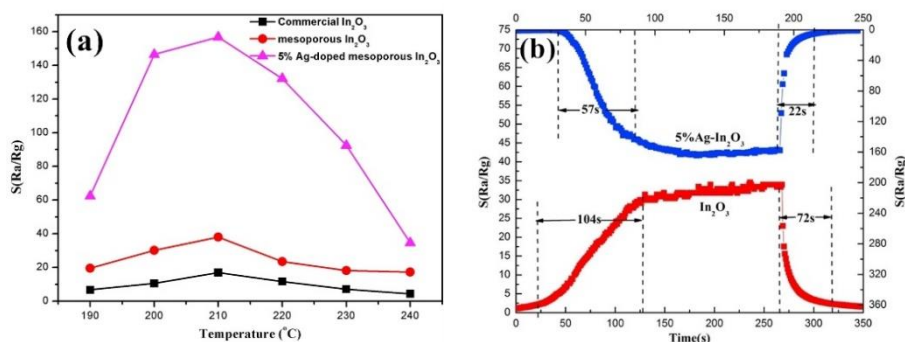 (a)
Commercial In₂O₃
mesoporous In₂O₃
5% Ag-doped mesoporous In₂O₃
S(Ra/Rg)
160
140
120
100
80
60
40
20
0
190 200 210 220 230 240
Temperature (°C)
(b)
0 50 100 150 200 250
S(Ra/Rg)
75
70
65
60
55
50
45
40
35
30
25
20
15
10
5
0
57s
22s
5%Ag-In₂O₃
In₂O₃
104s
72s
0
40
80
120
160
200
240
280
320
360
S(Ra/Rg)
0 50 100 150 200 250 300 350
Time(s)